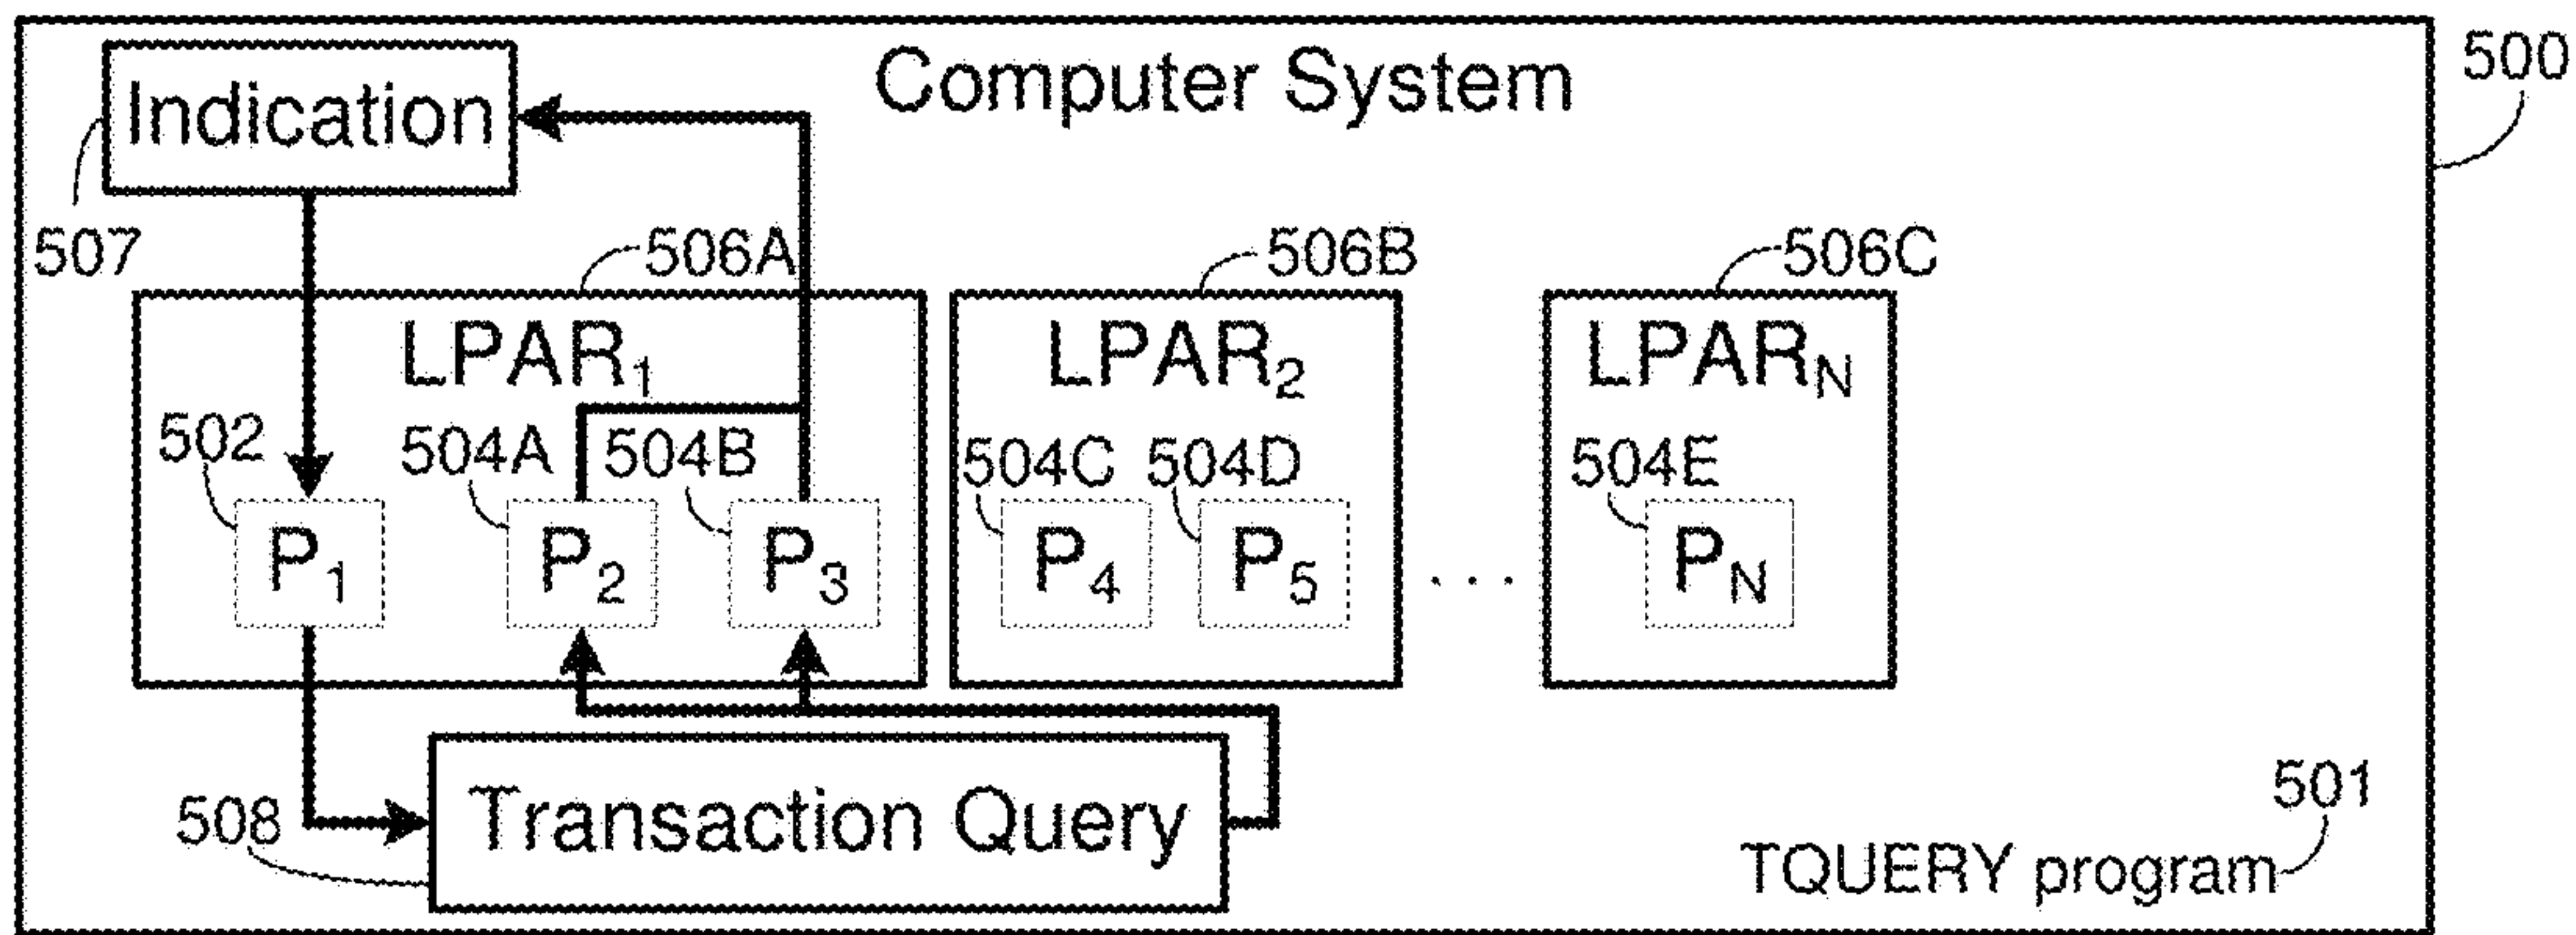 Computer System
500
Indication
507
506A
506B
506C
LPAR1
LPAR2
LPARN
502
504A
504B
504C
504D
504E
P1
P2
P3
P4
P5
. . .
PN
508
Transaction Query
501
TQUERY program